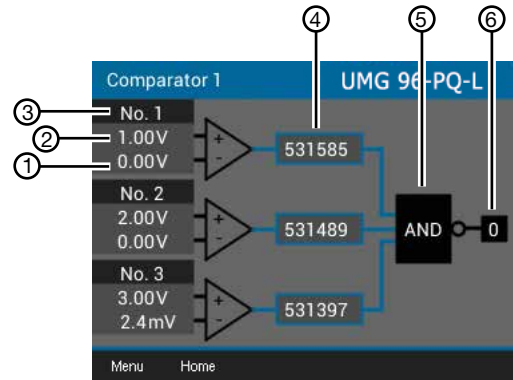 ④ ⑤ ⑥
Comparator 1 UMG 96-PQ-L
③ No. 1
② 1.00V +
① 0.00V -
531585
No. 2
2.00V +
0.00V -
531489 AND 0
No. 3
3.00V +
2.4mV -
531397
Menu Home